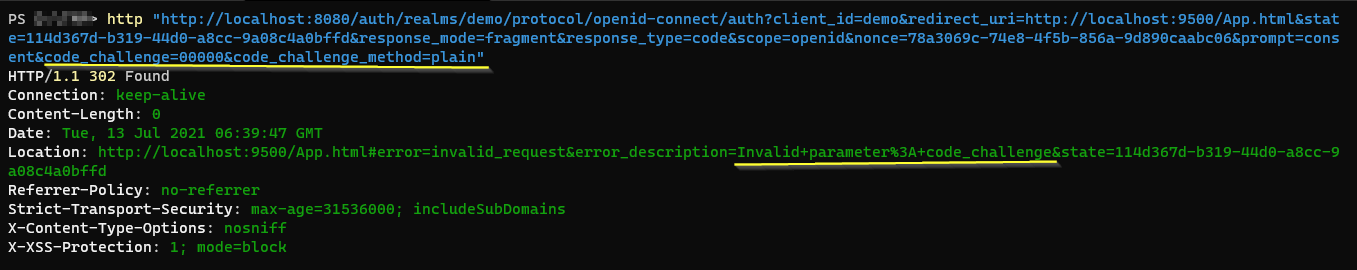 PS > http "http://localhost:8080/auth/realms/demo/protocol/openid-connect/auth?client_id=demo&redirect_uri=http://localhost:9500/App.html&stat
e=114d367d-b319-44d0-a8cc-9a08c4a0bffd&response_mode=fragment&response_type=code&scope=openid&nonce=78a3069c-74e8-4f5b-856a-9d890caabc06&prompt=cons
ent&code_challenge=00000&code_challenge_method=plain"
HTTP/1.1 302 Found
Connection: keep-alive
Content-Length: 0
Date: Tue, 13 Jul 2021 06:39:47 GMT
Location: http://localhost:9500/App.html#error=invalid_request&error_description=Invalid+parameter%3A+code_challenge&state=114d367d-b319-44d0-a8cc-9
a08c4a0bffd
Referrer-Policy: no-referrer
Strict-Transport-Security: max-age=31536000; includeSubDomains
X-Content-Type-Options: nosniff
X-XSS-Protection: 1; mode=block